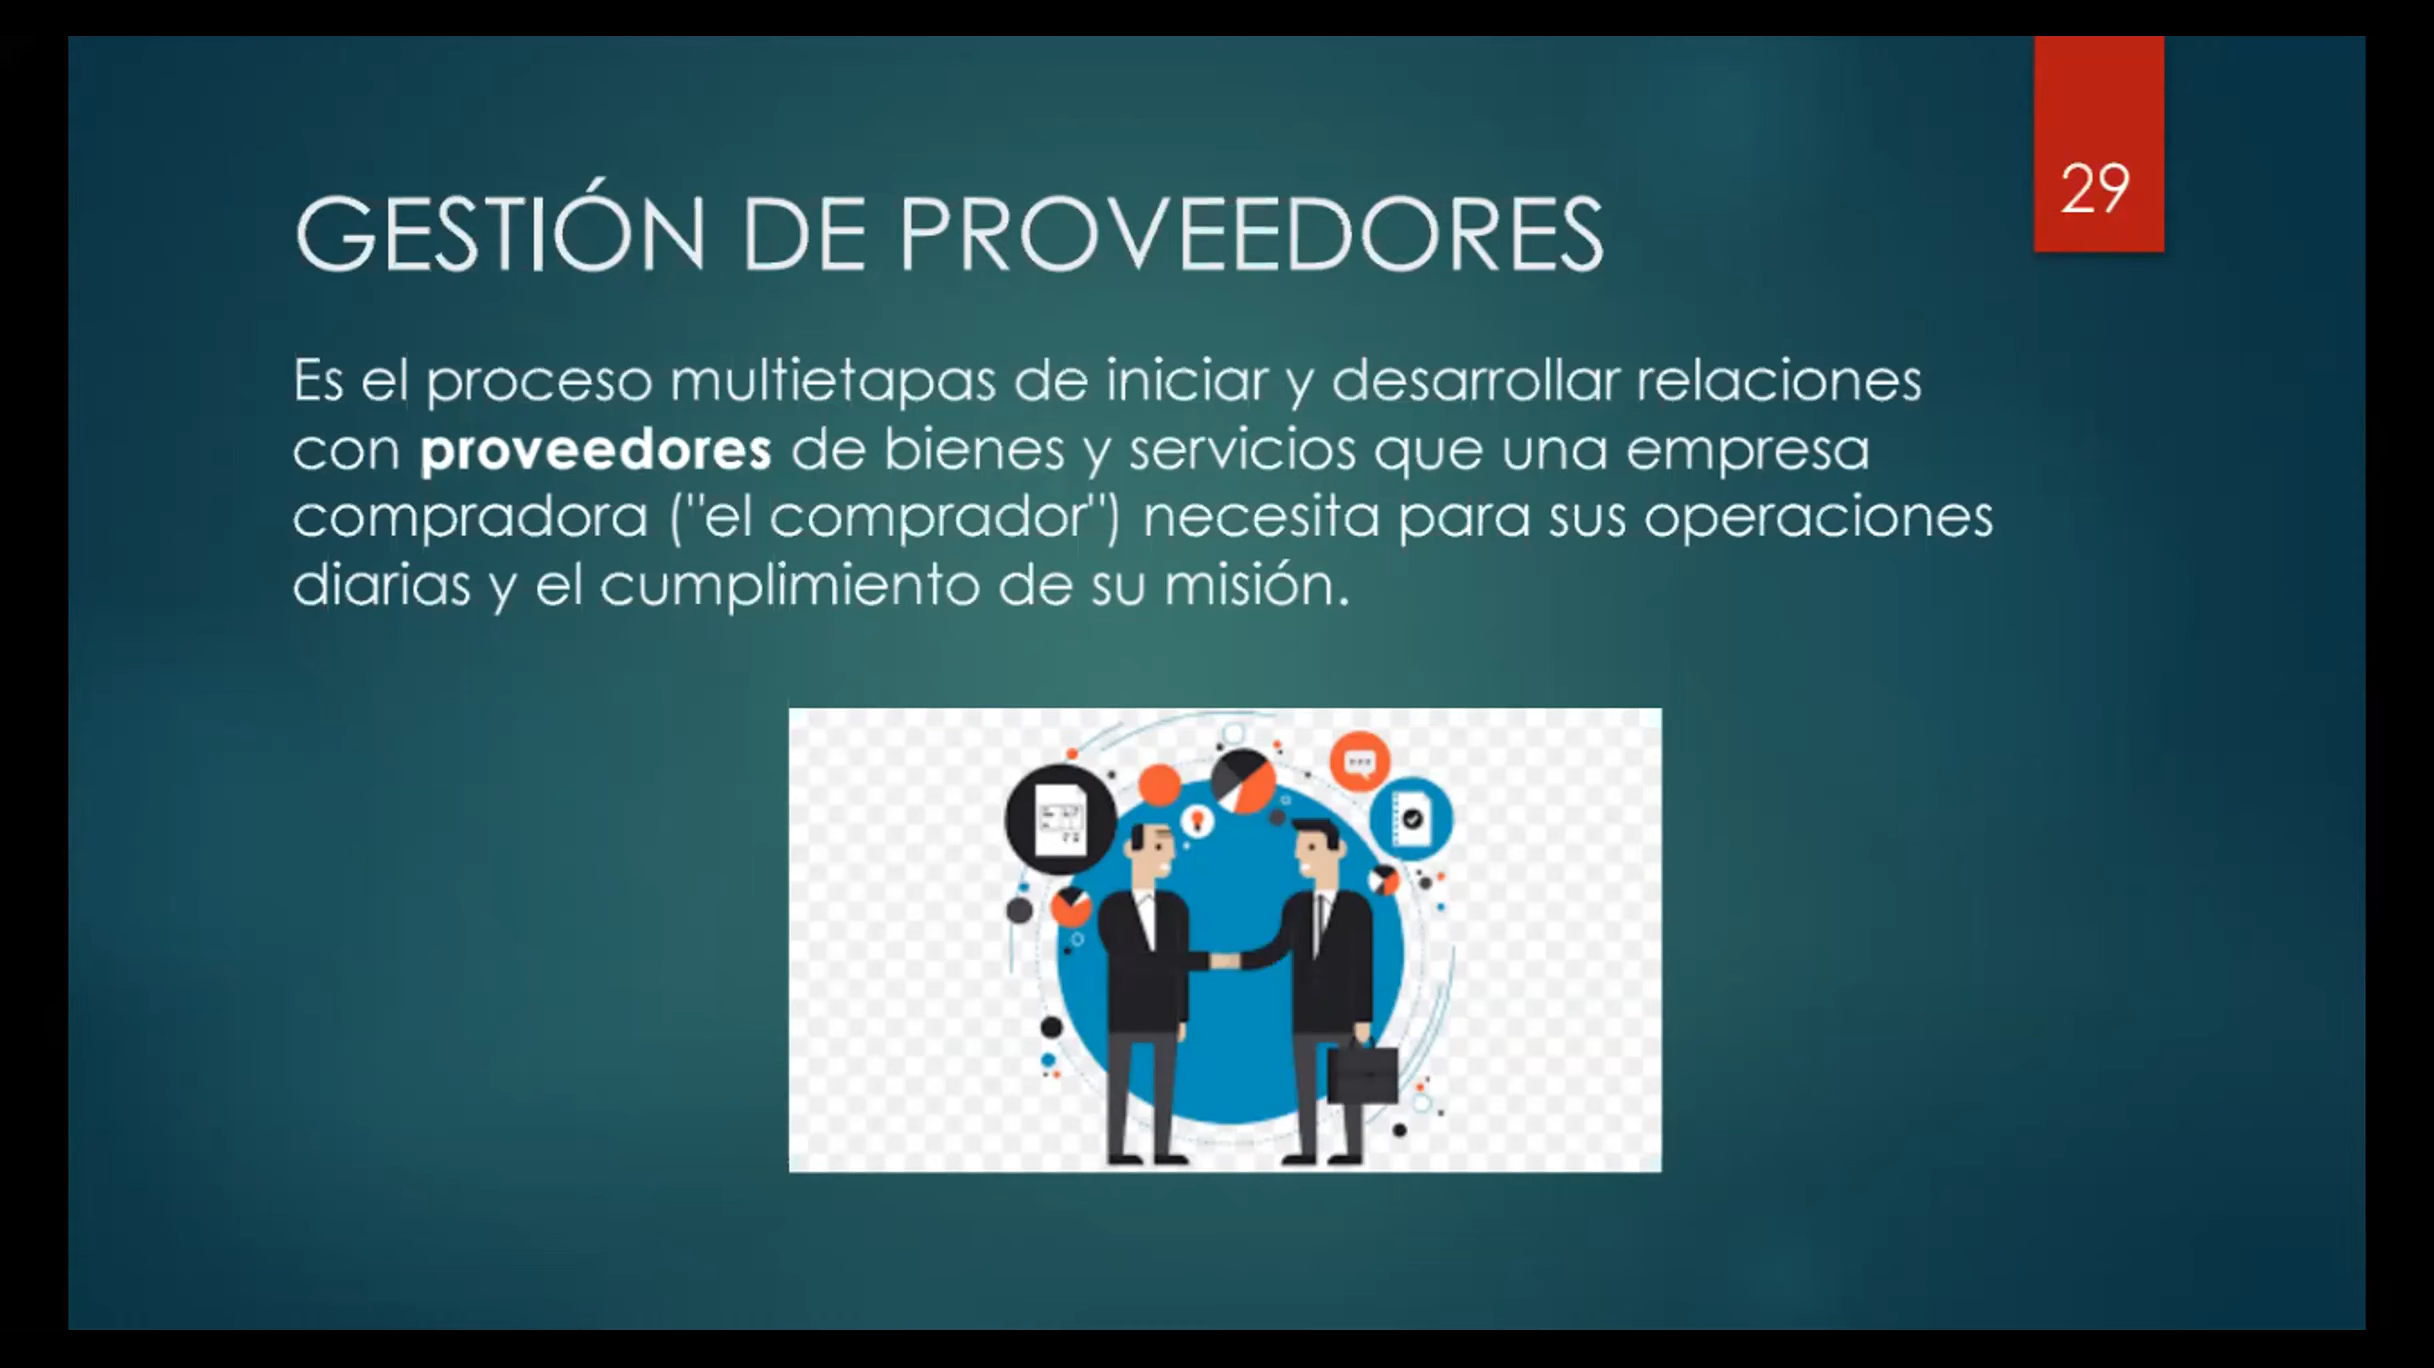 29
GESTIÓN DE PROVEEDORES
Es el proceso multietapas de iniciar y desarrollar relaciones
con proveedores de bienes y servicios que una empresa
compradora ("el comprador") necesita para sus operaciones
diarias y el cumplimiento de su misión.